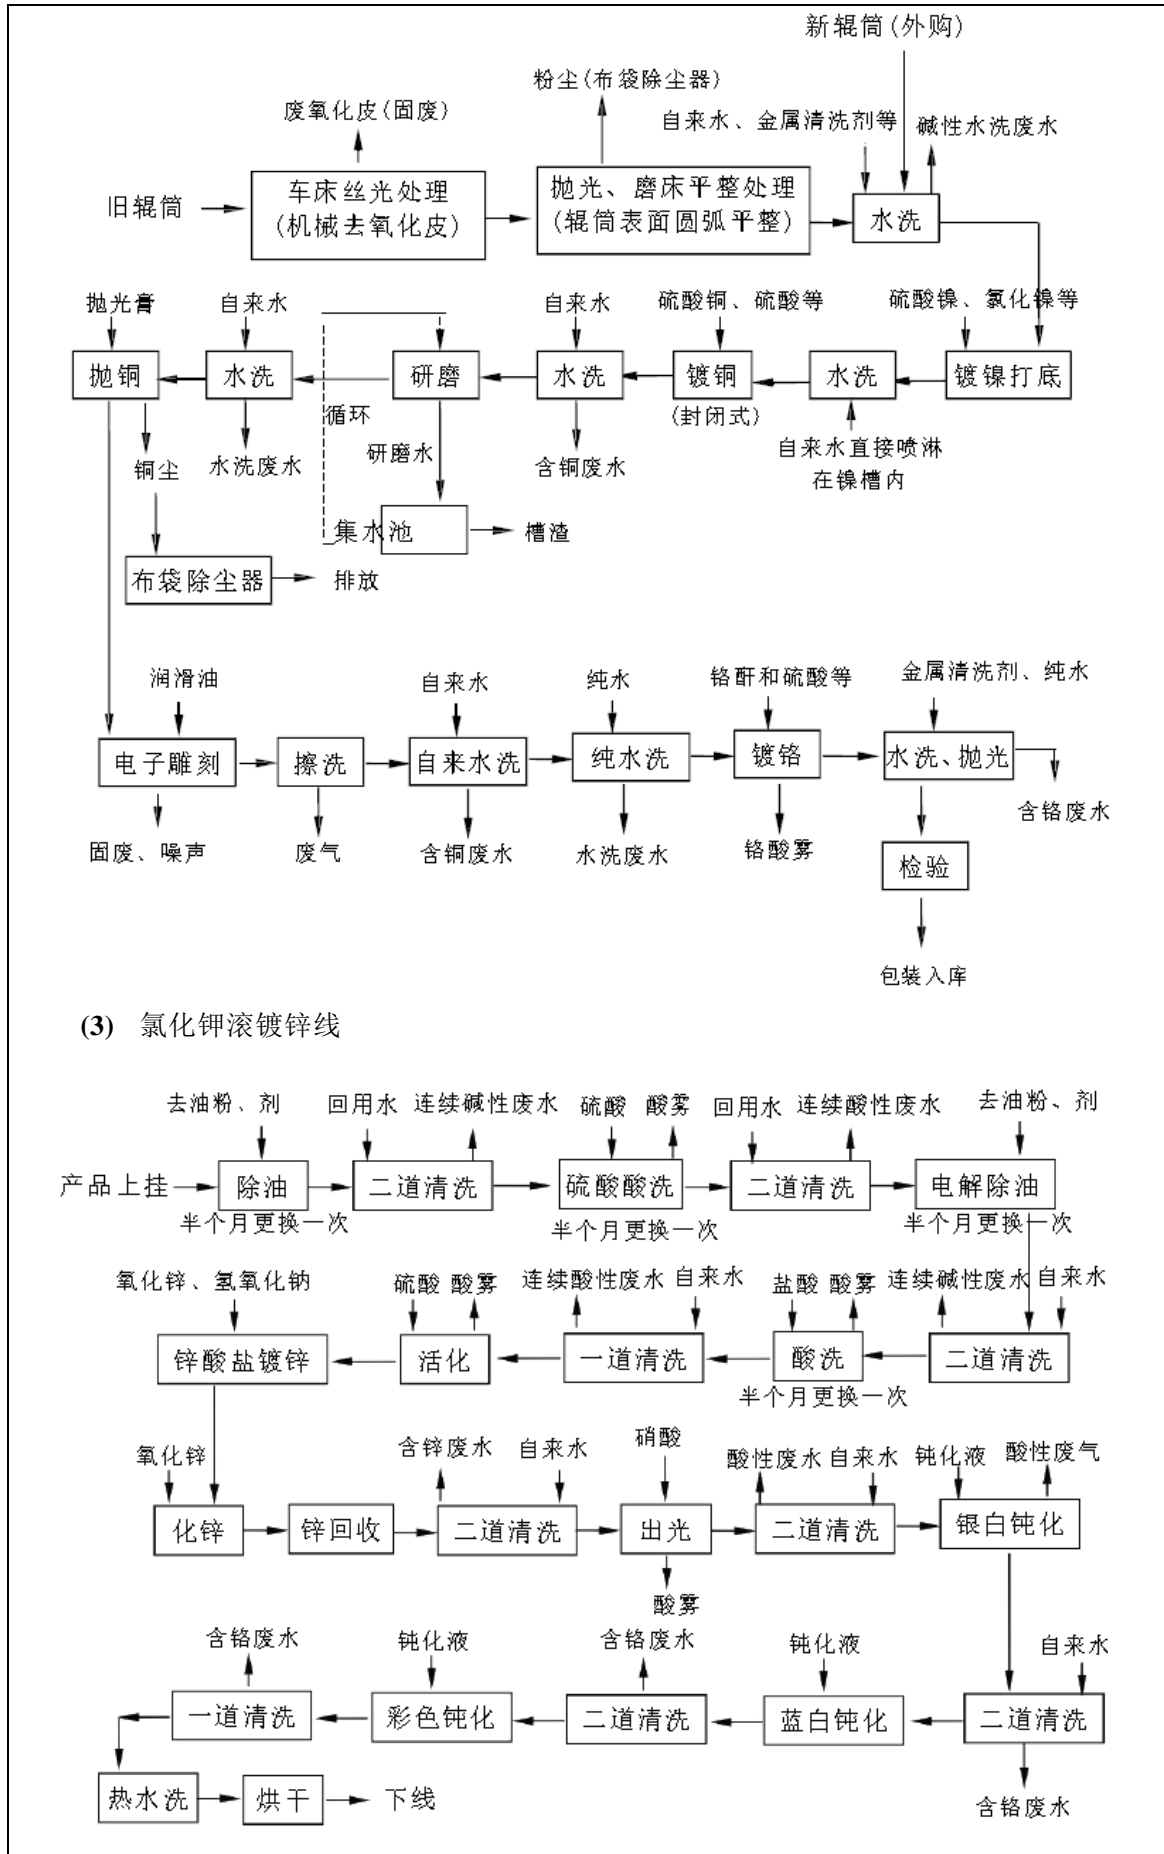 新辊筒(外购)
粉尘(布袋除尘器)
废氧化皮(固废)
自来水、金属清洗剂等
碱性水洗废水
旧辊筒
车床丝光处理
(机械去氧化皮)
抛光、磨床平整处理
(辊筒表面圆弧平整)
水洗
抛光膏
自来水
自来水
硫酸铜、硫酸等
硫酸镍、氯化镍等
抛铜
水洗
研磨
水洗
镀铜
水洗
镀镍打底
循环
(封闭式)
铜尘
水洗废水
研磨水
含铜废水
自来水直接喷淋
在镍槽内
集水池
槽渣
布袋除尘器
排放
润滑油
自来水
纯水
铬酐和硫酸等
金属清洗剂、纯水
电子雕刻
擦洗
自来水洗
纯水洗
镀铬
水洗、抛光
固废、噪声
废气
含铜废水
水洗废水
铬酸雾
含铬废水
检验
包装入库
(3) 氯化钾滚镀锌线
去油粉、剂
回用水
连续碱性废水
硫酸
酸雾
回用水
连续酸性废水
去油粉、剂
产品上挂
除油
二道清洗
硫酸酸洗
二道清洗
电解除油
半个月更换一次
半个月更换一次
半个月更换一次
氧化锌、氢氧化钠
硫酸
酸雾
连续酸性废水
自来水
盐酸
酸雾
连续碱性废水
自来水
锌酸盐镀锌
活化
一道清洗
酸洗
二道清洗
半个月更换一次
氧化锌
含锌废水
自来水
硝酸
酸性废水
自来水
钝化液
酸性废气
化锌
锌回收
二道清洗
出光
二道清洗
银白钝化
酸雾
含铬废水
钝化液
含铬废水
钝化液
自来水
一道清洗
彩色钝化
二道清洗
蓝白钝化
二道清洗
热水洗
烘干
下线
含铬废水